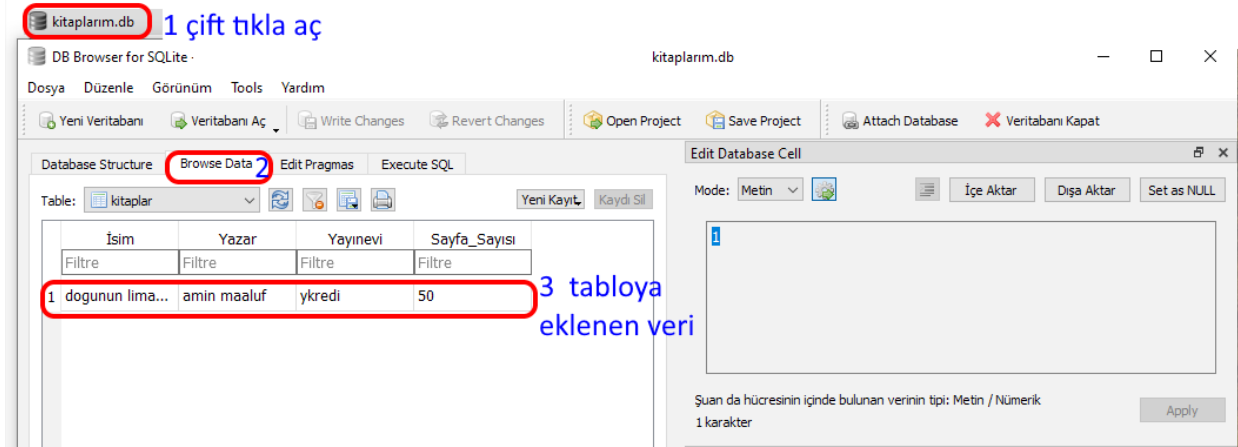 kitaplarım.db 1 çift tıkla aç
DB Browser for SQLite - kitaplarım.db
Dosya Düzenle Görünüm Tools Yardım
Yeni Veritabanı Veritabanı Aç Write Changes Revert Changes Open Project Save Project Attach Database Veritabanı Kapat
Database Structure Browse Data 2 Edit Pragmas Execute SQL
Table: kitaplar Yeni Kayıt Kaydı Sil
İsim Yazar Yayınevi Sayfa_Sayısı
Filtre Filtre Filtre Filtre
1 dogunun lima... amin maaluf ykredi 50
3 tabloya
eklenen veri
Edit Database Cell
Mode: Metin İçe Aktar Dışa Aktar Set as NULL
1
Şuan da hücresinin içinde bulunan verinin tipi: Metin / Nümerik
1 karakter
Apply